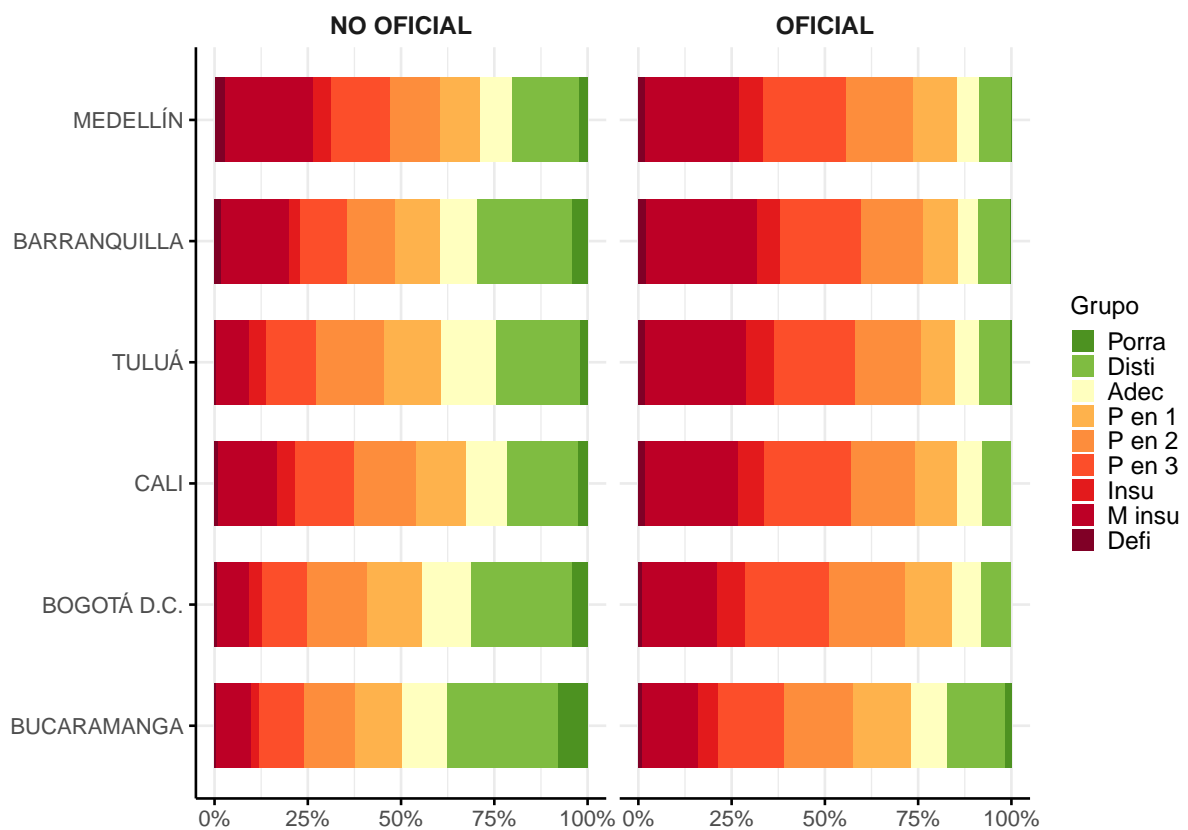 NO OFICIAL
OFICIAL
MEDELLÍN
BARRANQUILLA
TULUÁ
CALI
BOGOTÁ D.C.
BUCARAMANGA
0% 25% 50% 75% 100%
0% 25% 50% 75% 100%
Grupo
Porra
Disti
Adec
P en 1
P en 2
P en 3
Insu
M insu
Defi